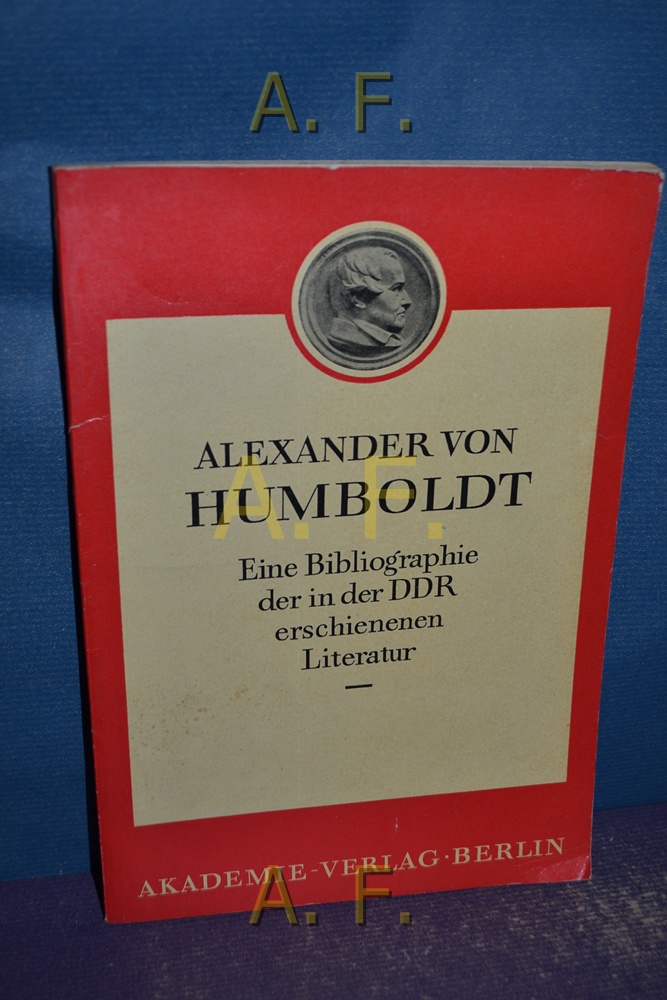 A. F.
ALEXANDER VON
HUMBOLDT
A. F.
Eine Bibliographie
der in der DDR
erschienenen
Literatur
AKADEMIE-VERLAG·BERLIN
A. F.